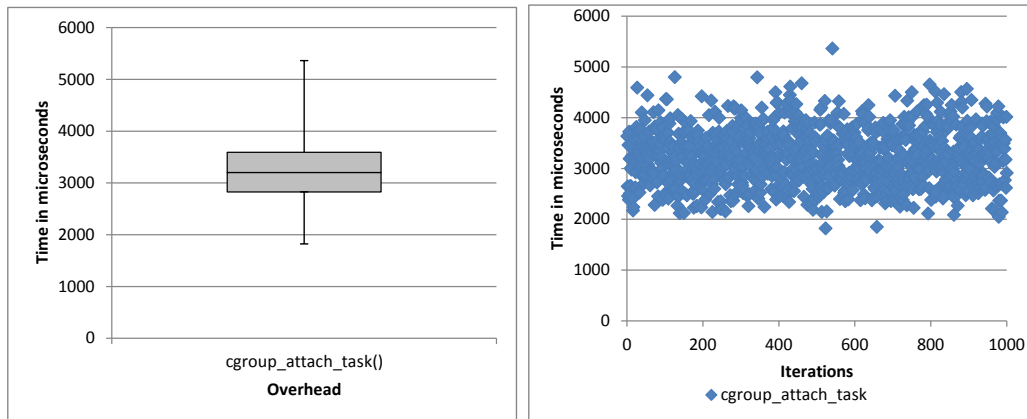 6000
5000
4000
3000
2000
1000
0
Time in microseconds
cgroup_attach_task()
Overhead
6000
5000
4000
3000
2000
1000
0
Time in microseconds
0 200 400 600 800 1000
Iterations
cgroup_attach_task